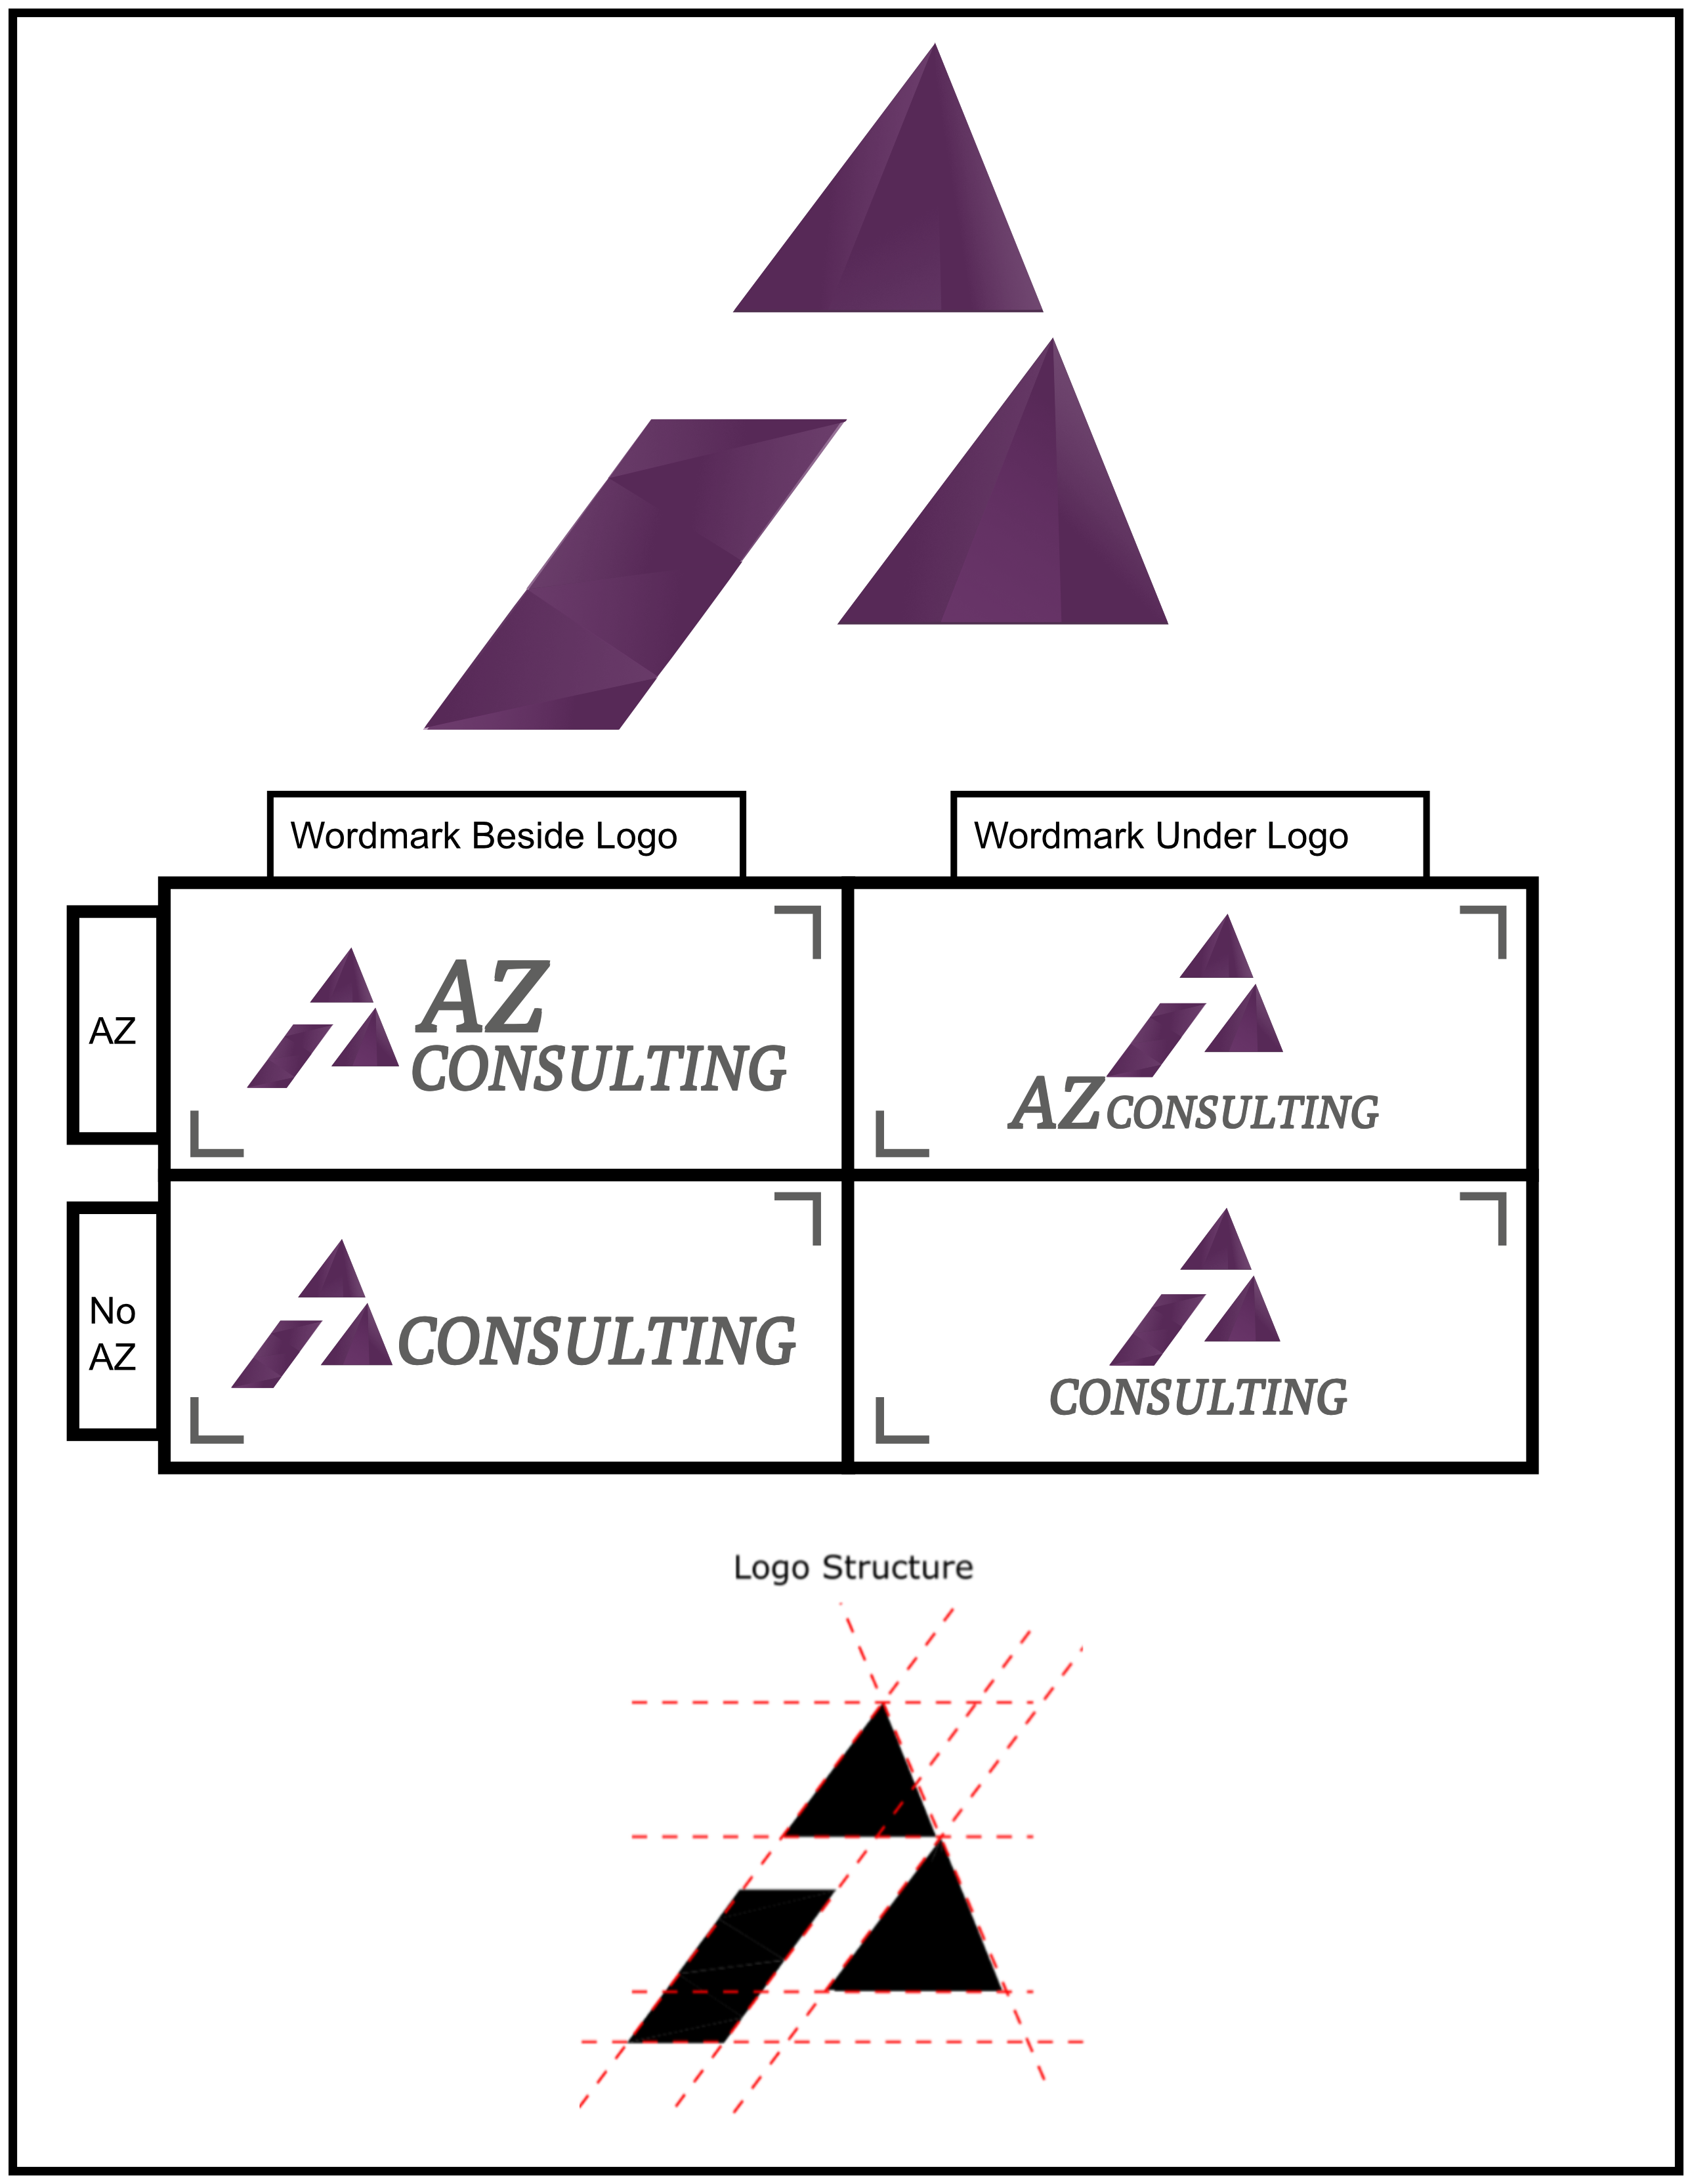 Wordmark Beside Logo
Wordmark Under Logo
AZ
AZ
CONSULTING
AZ CONSULTING
No
AZ
CONSULTING
CONSULTING
Logo Structure